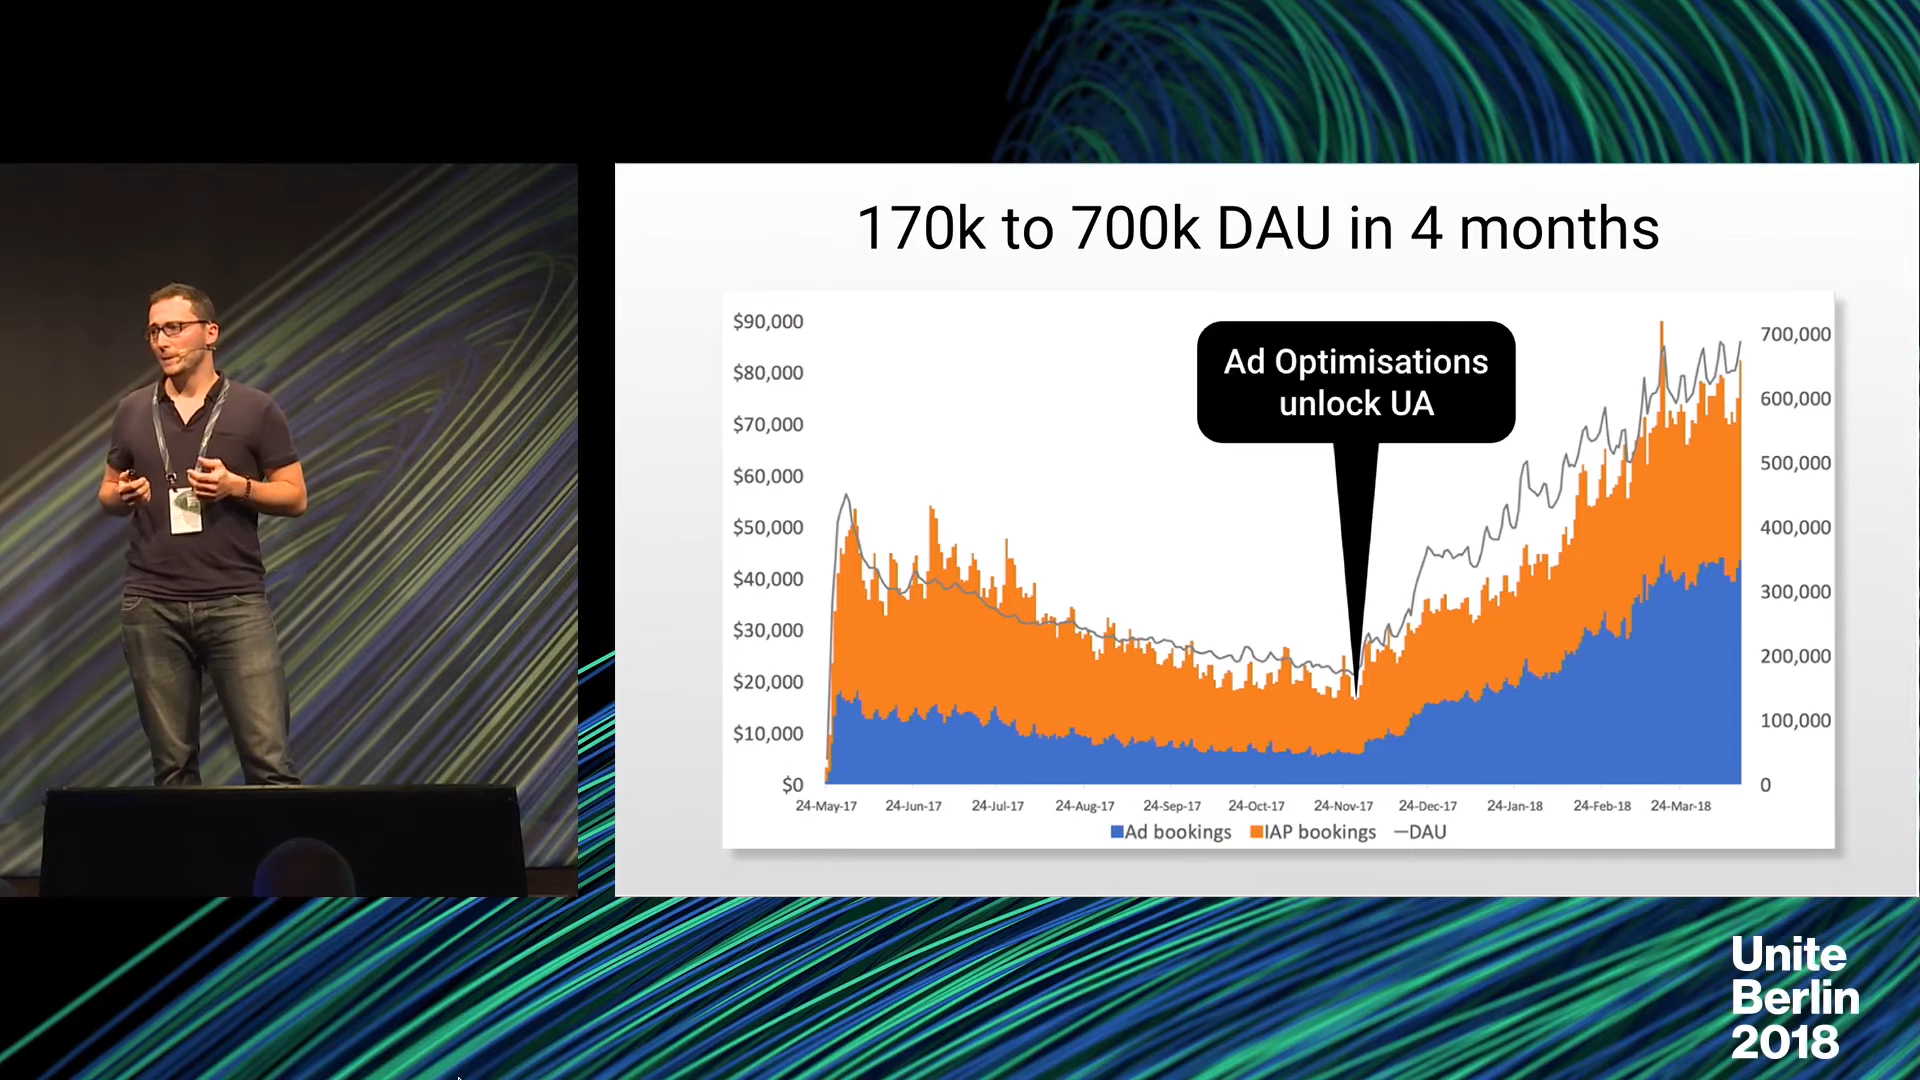 170k to 700k DAU in 4 months
$90,000
$80,000
$70,000
$60,000
$50,000
$40,000
$30,000
$20,000
$10,000
$0
Ad Optimisations
unlock UA
700,000
600,000
500,000
400,000
300,000
200,000
100,000
0
24-May-17 24-Jun-17 24-Jul-17 24-Aug-17 24-Sep-17 24-Oct-17 24-Nov-17 24-Dec-17 24-Jan-18 24-Feb-18 24-Mar-18
Ad bookings IAP bookings DAU
Unite
Berlin
2018